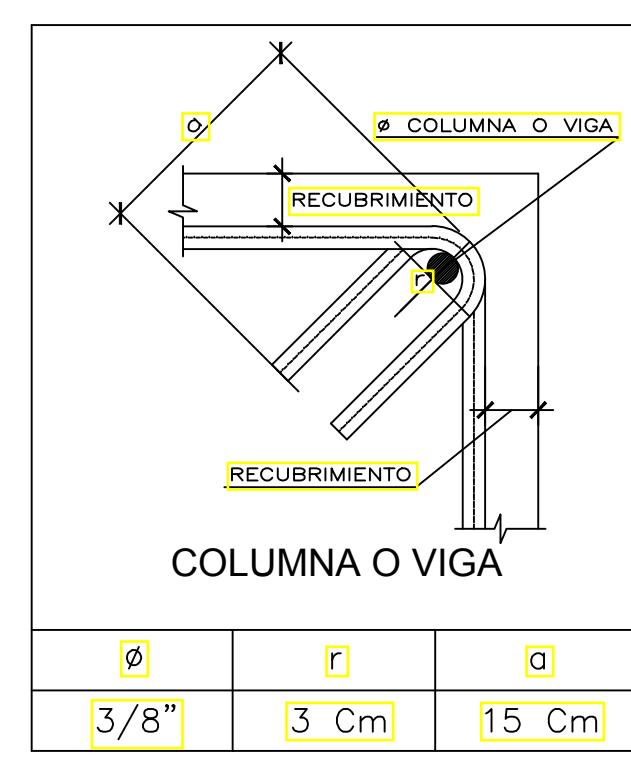 a
ø COLUMNA O VIGA
RECUBRIMIENTO
r
RECUBRIMIENTO
COLUMNA O VIGA
ø r a
3/8" 3 Cm 15 Cm